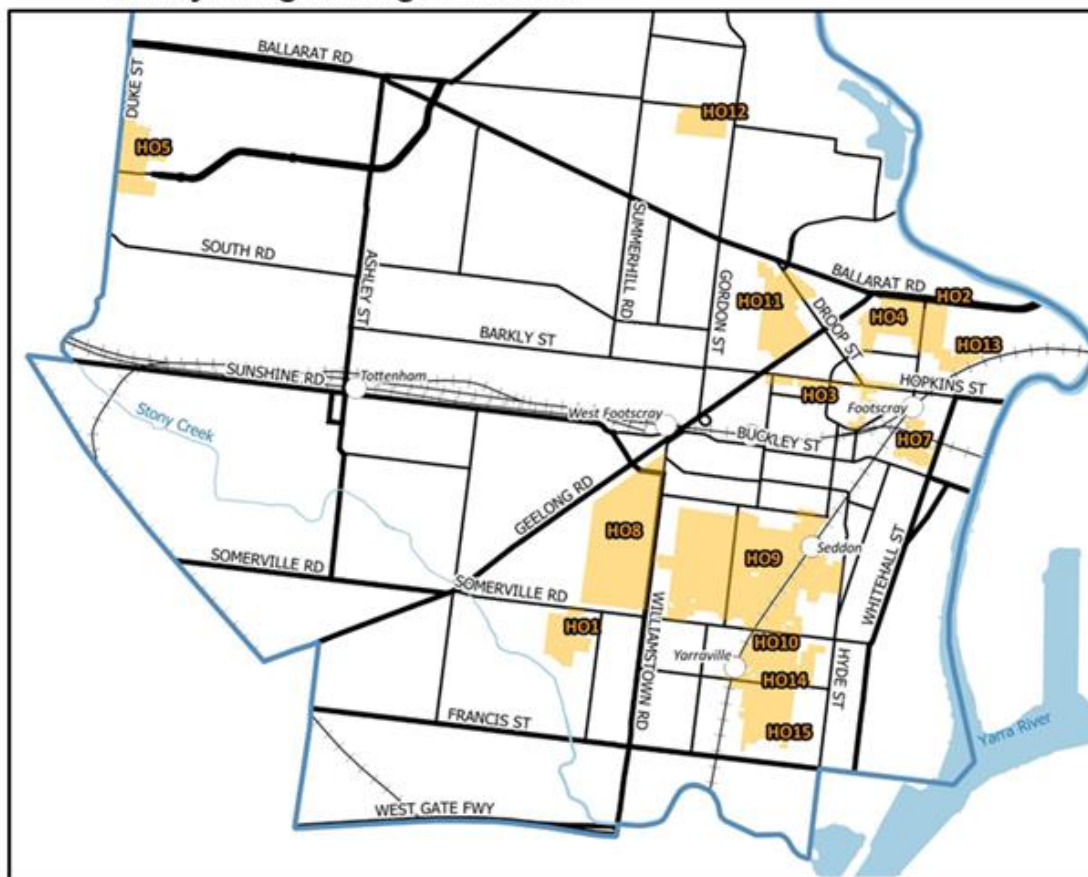 BALLARAT RD
DUKE ST
HO12
HO5
SUMMERHILL RD
SOUTH RD
ASHLEY ST
GORDON ST
BALLARAT RD
HO2
HO11
HO4
DROOP ST
BARKLY ST
HO13
SUNSHINE RD
Tottenham
HOPKINS ST
HO3
Footscray
West Footscray
Stony Creek
BUCKLEY ST
HO7
GEELONG RD
HO8
HO9
Seddon
WHITEHALL ST
SOMERVILLE RD
SOMERVILLE RD
WILLIAMSTOWN RD
HO1
HO10
Yarraville
HO14
HYDE ST
FRANCIS ST
HO15
Yarra River
WEST GATE FWY